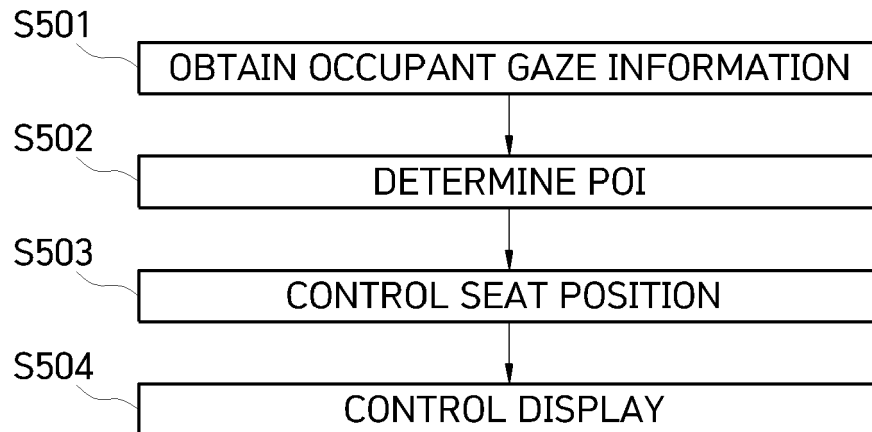 S501
OBTAIN OCCUPANT GAZE INFORMATION
S502
DETERMINE POI
S503
CONTROL SEAT POSITION
S504
CONTROL DISPLAY